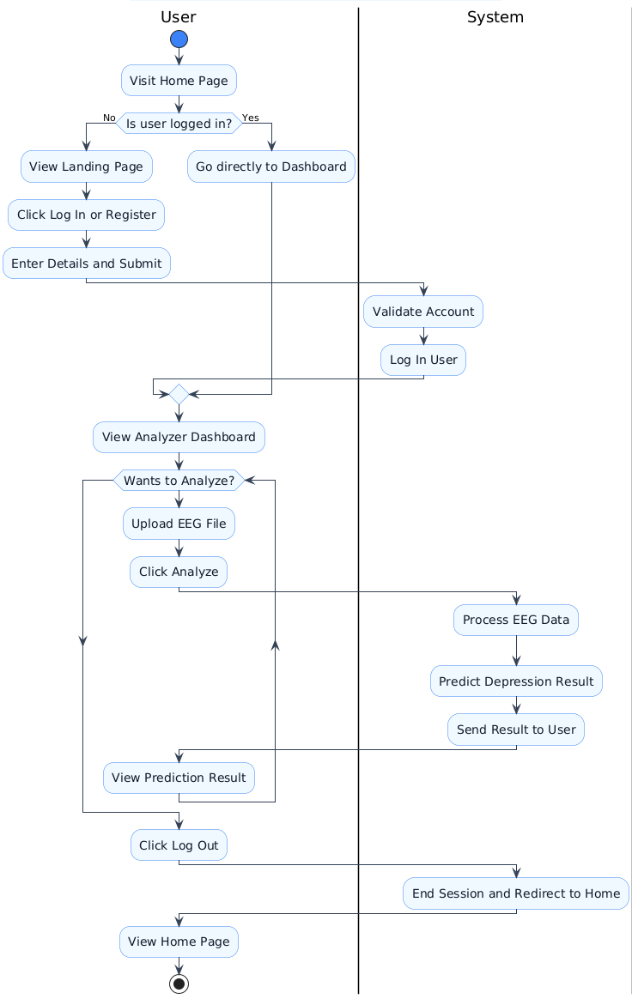 User
System
Visit Home Page
Is user logged in?
No
Yes
View Landing Page
Go directly to Dashboard
Click Log In or Register
Enter Details and Submit
Validate Account
Log In User
View Analyzer Dashboard
Wants to Analyze?
Upload EEG File
Click Analyze
Process EEG Data
Predict Depression Result
Send Result to User
View Prediction Result
Click Log Out
End Session and Redirect to Home
View Home Page